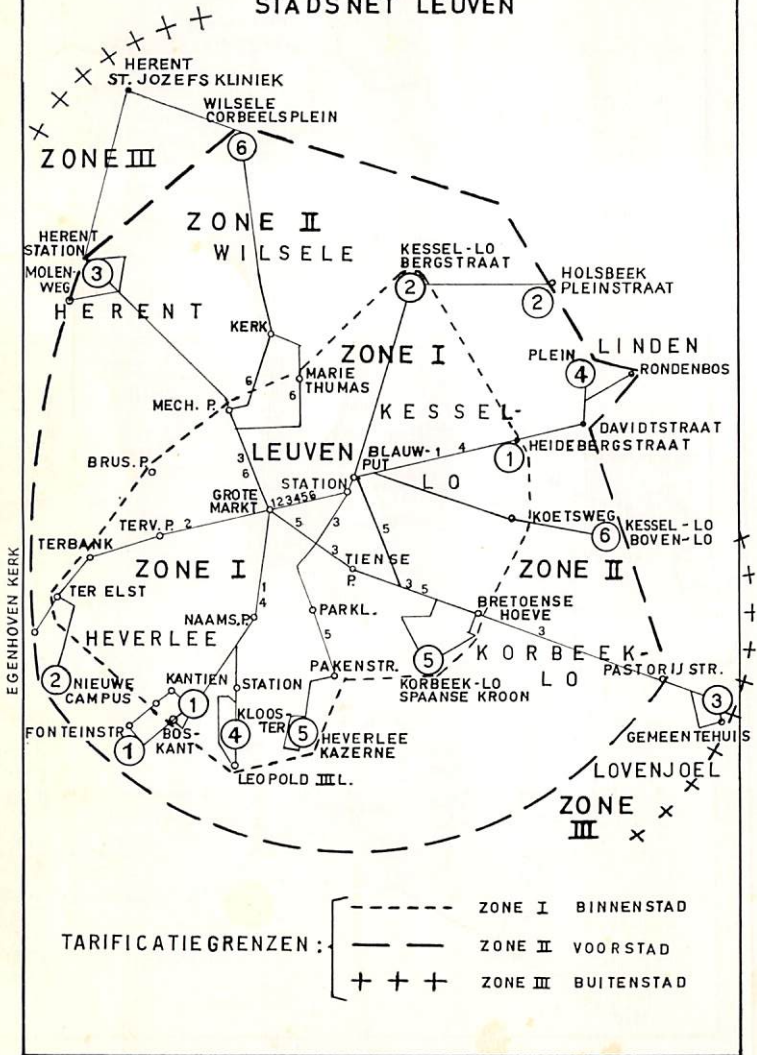 STADSNET LEUVEN
HERENT
ST. JOZEFS KLINIEK
WILSELE
CORBEELSPLEIN
6
ZONE III
ZONE II
WILSELE
HERENT
STATION
MOLEN-
WEG
3
HERENT
KESSEL-LO
BERGSTRAAT
2
HOLSBEEK
PLEINSTRAAT
2
KERK
ZONE I
PLEIN
4
LINDEN
RONDENBOS
MARIE
THUMAS
6
6
MECH. P.
KESSEL-
LO
DAVIDTSTRAAT
HEIDEBERGSTRAAT
1
LEUVEN
BLAUW-
PUT
1 4
3
6
BRUS. P.
STATION
GROTE
MARKT
123456
KOETSWEG
6
KESSEL-LO
BOVEN-LO
TERV. P.
2
5
3
3
5
TERBANK
ZONE I
TIENSE
P.
ZONE II
3 5
TER ELST
1
4
BRETOENSE
HOEVE
3
HEVERLEE
NAAMS. P.
PARKL.
5
EGENHOVEN KERK
2
NIEUWE
CAMPUS
KANTIEN
1
STATION
PAKENSTR.
5
KORBEEK-LO
SPAANSE KROON
KORBEEK-
LO
PASTORIJSTR.
3
GEMEENTEHUIS
FONTEINSTR.
1
BOS-
KANT
4
KLOOS-
TER
5
HEVERLEE
KAZERNE
LEOPOLD III L.
LOVENJOEL
ZONE
III
TARIFICATIEGRENZEN:
ZONE I BINNENSTAD
ZONE II VOORSTAD
ZONE III BUITENSTAD